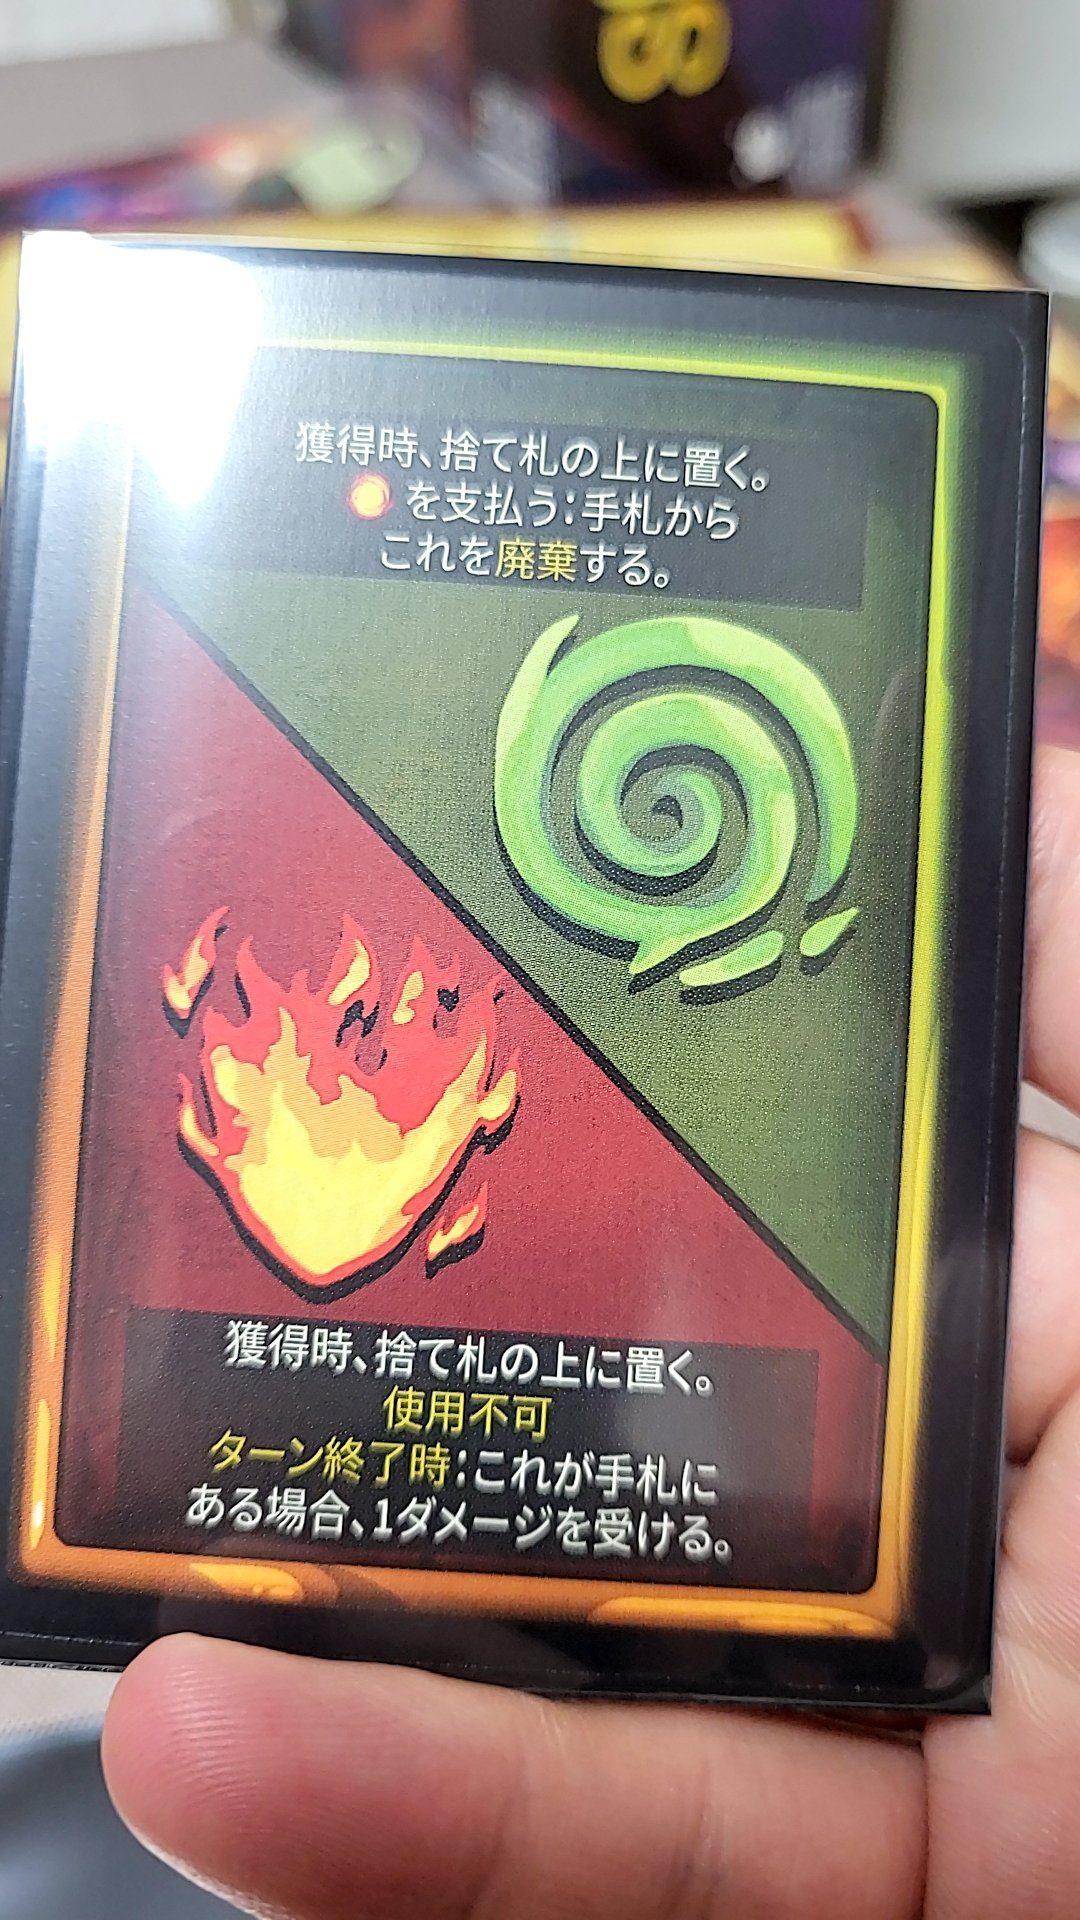 獲得時、捨て札の上に置く。
を支払う:手札から
これを廃棄する。
獲得時、捨て札の上に置く。
使用不可
ターン終了時:これが手札に
ある場合、1ダメージを受ける。